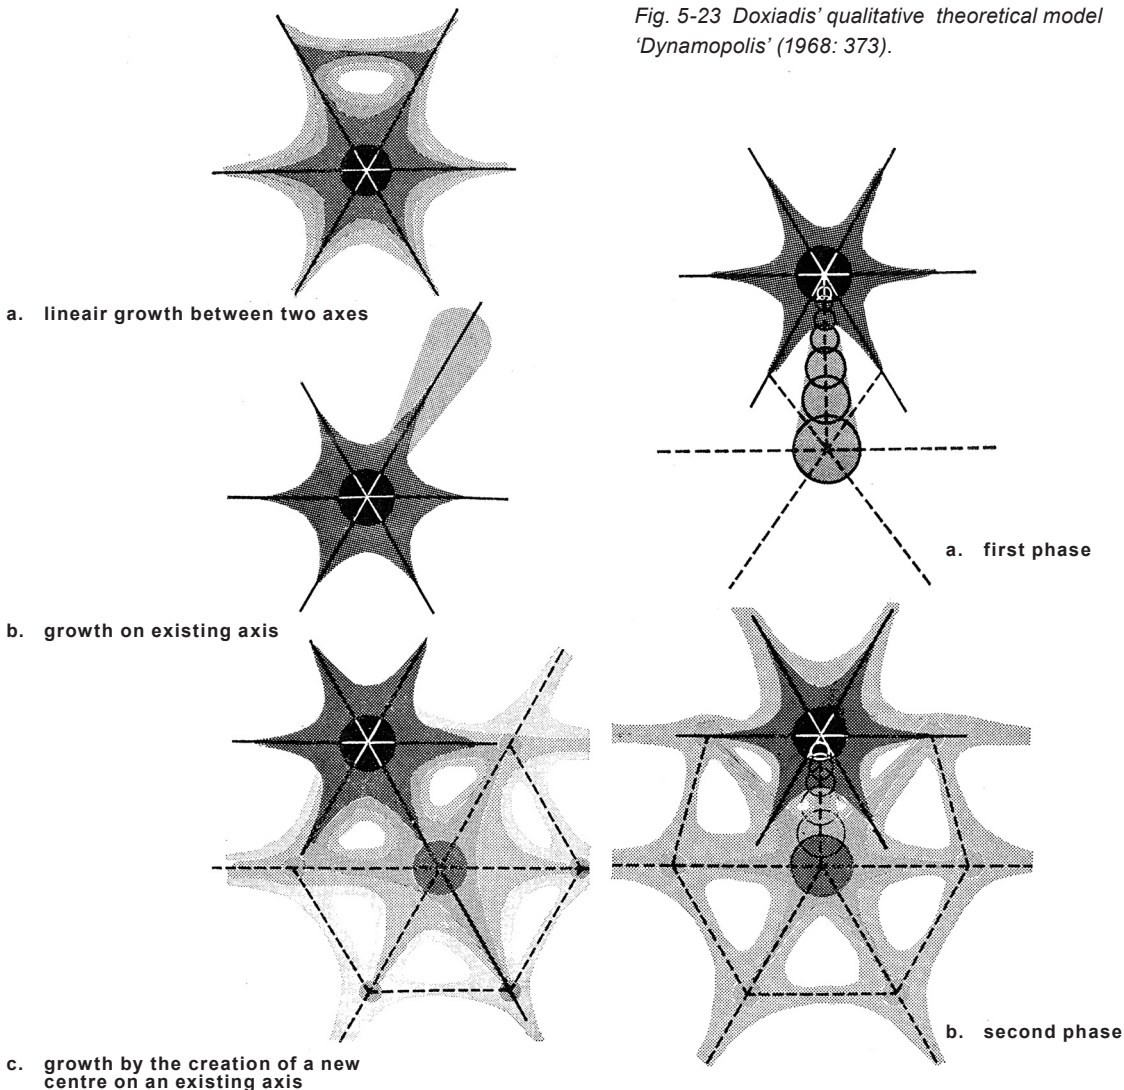 Fig. 5-23 Doxiadis' qualitative theoretical model
'Dynamopolis' (1968: 373).
a. lineair growth between two axes
b. growth on existing axis
c. growth by the creation of a new
centre on an existing axis
a. first phase
b. second phase